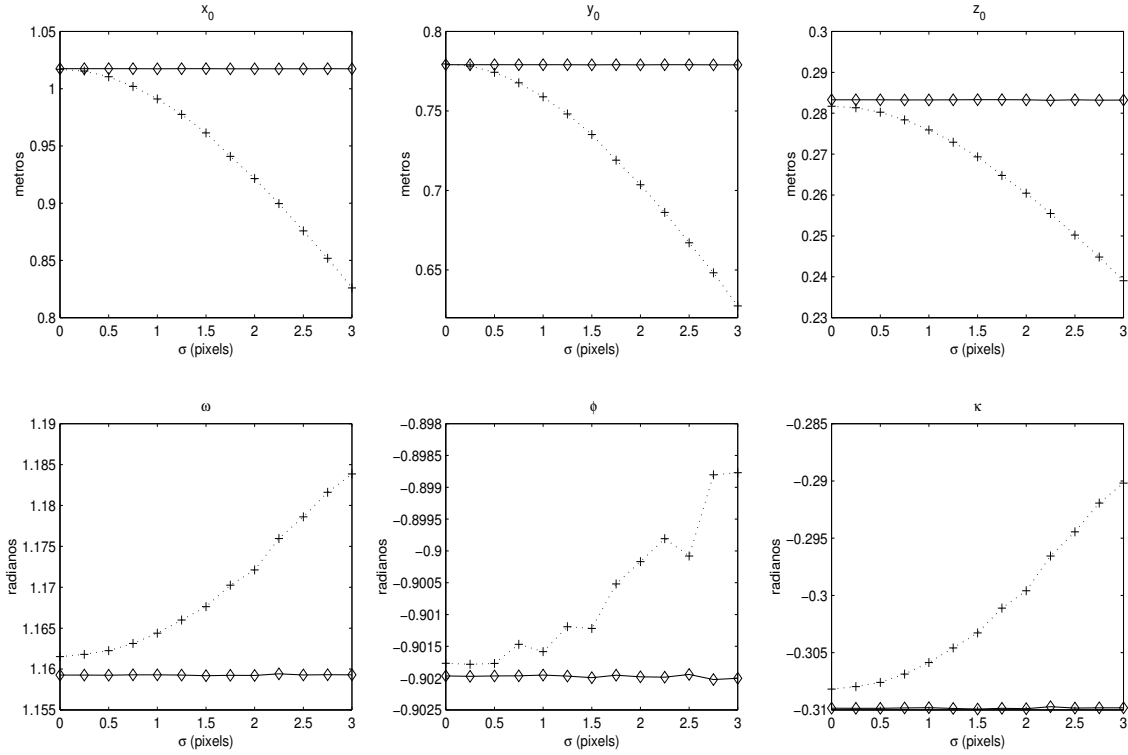 x0 y0 z0
1.05 0.8 0.3
1 0.75 0.29
0.95 0.7 0.28
0.9 0.65 0.27
0.85 0.26
0.8 0.25
0.24
0.23
metros metros metros
0 0.5 1 1.5 2 2.5 3 0 0.5 1 1.5 2 2.5 3 0 0.5 1 1.5 2 2.5 3
σ (pixels) σ (pixels) σ (pixels)
ω φ κ
1.19 −0.898 −0.285
1.185 −0.8985 −0.29
1.18 −0.899 −0.295
1.175 −0.8995 −0.3
1.17 −0.9 −0.305
1.165 −0.9005 −0.31
1.16 −0.901
1.155 −0.9015
−0.902
−0.9025
radianos radianos radianos
0 0.5 1 1.5 2 2.5 3 0 0.5 1 1.5 2 2.5 3 0 0.5 1 1.5 2 2.5 3
σ (pixels) σ (pixels) σ (pixels)